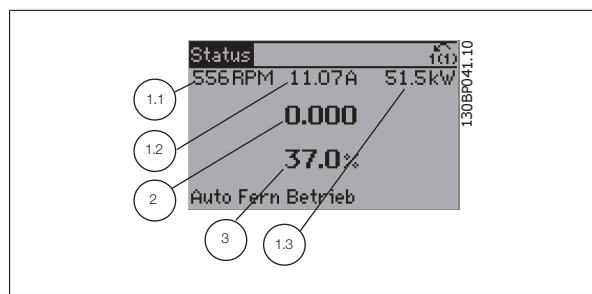 Status 1(1)
556RPM 11.07A 51.5kW
0.000
37.0%
Auto Fern Betrieb
1.1
1.2
2
3
1.3
130BP041.10